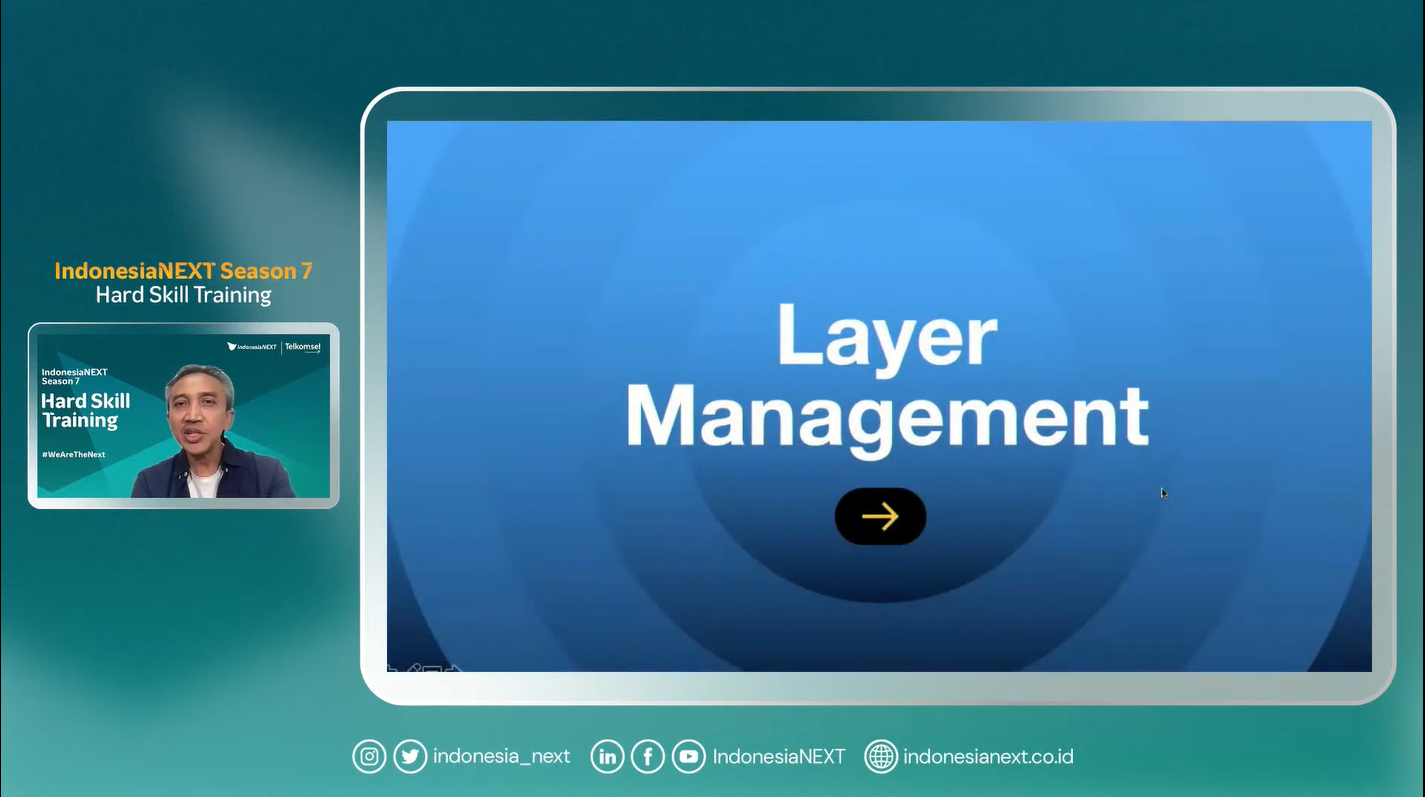 IndonesiaNEXT Season 7
Hard Skill Training
IndonesiaNEXT | Telkomsel
IndonesiaNEXT
Season 7
Hard Skill
Training
#WeAreTheNext
Layer
Management
indonesia_next
IndonesiaNEXT
indonesianext.co.id